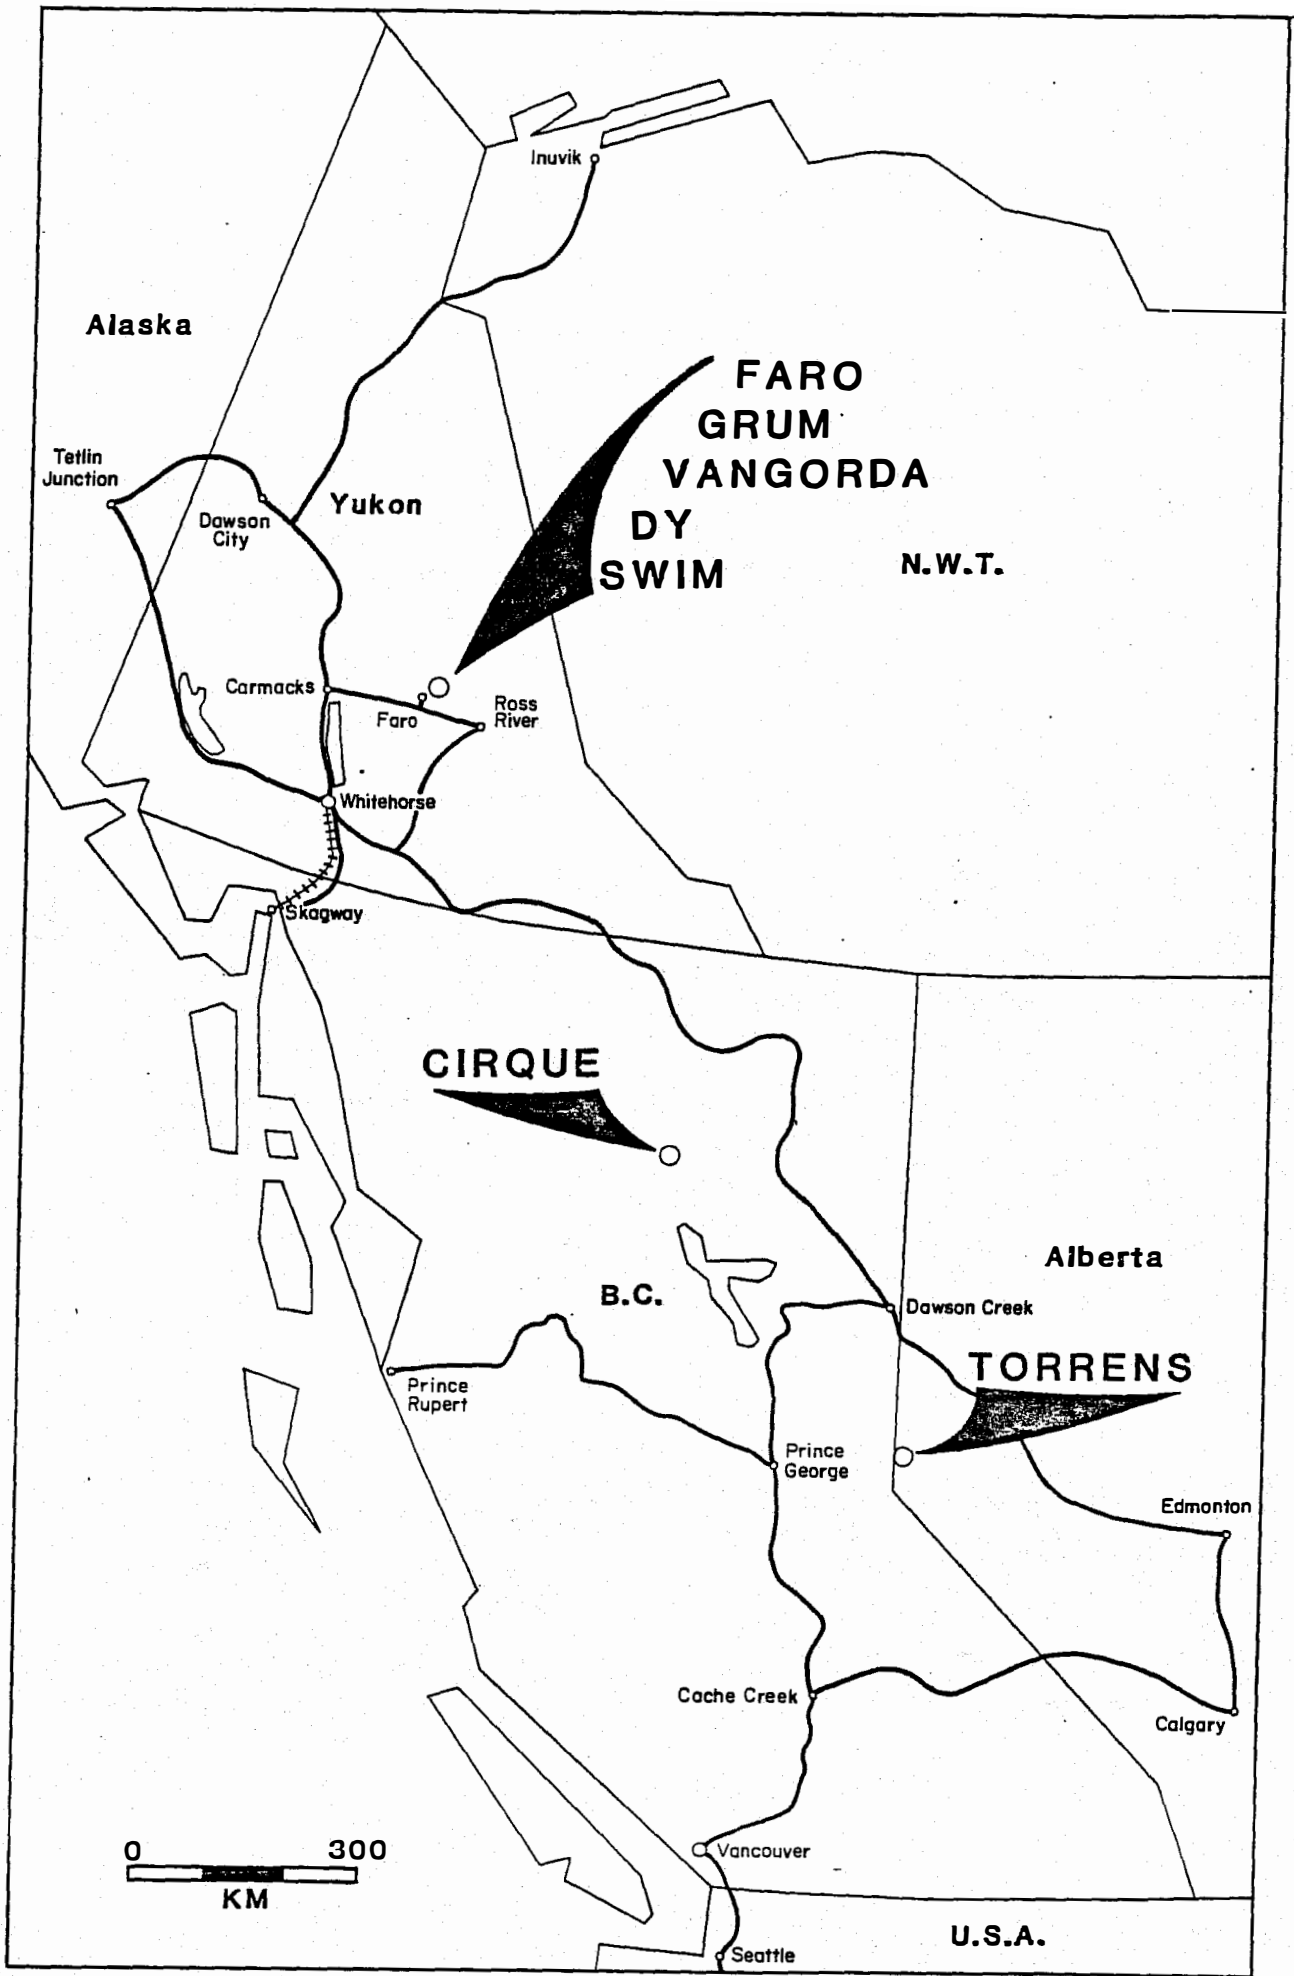 Inuvik
Alaska
FARO
GRUM
VANGORDA
DY
SWIM
Tetlin
Junction
Dawson
City
Yukon
N.W.T.
Carmacks
Faro
Ross
River
Whitehorse
Skagway
CIRQUE
Alberta
B.C.
Dawson Creek
TORRENS
Prince
Rupert
Prince
George
Edmonton
Cache Creek
Calgary
0 300
KM
Vancouver
U.S.A.
Seattle